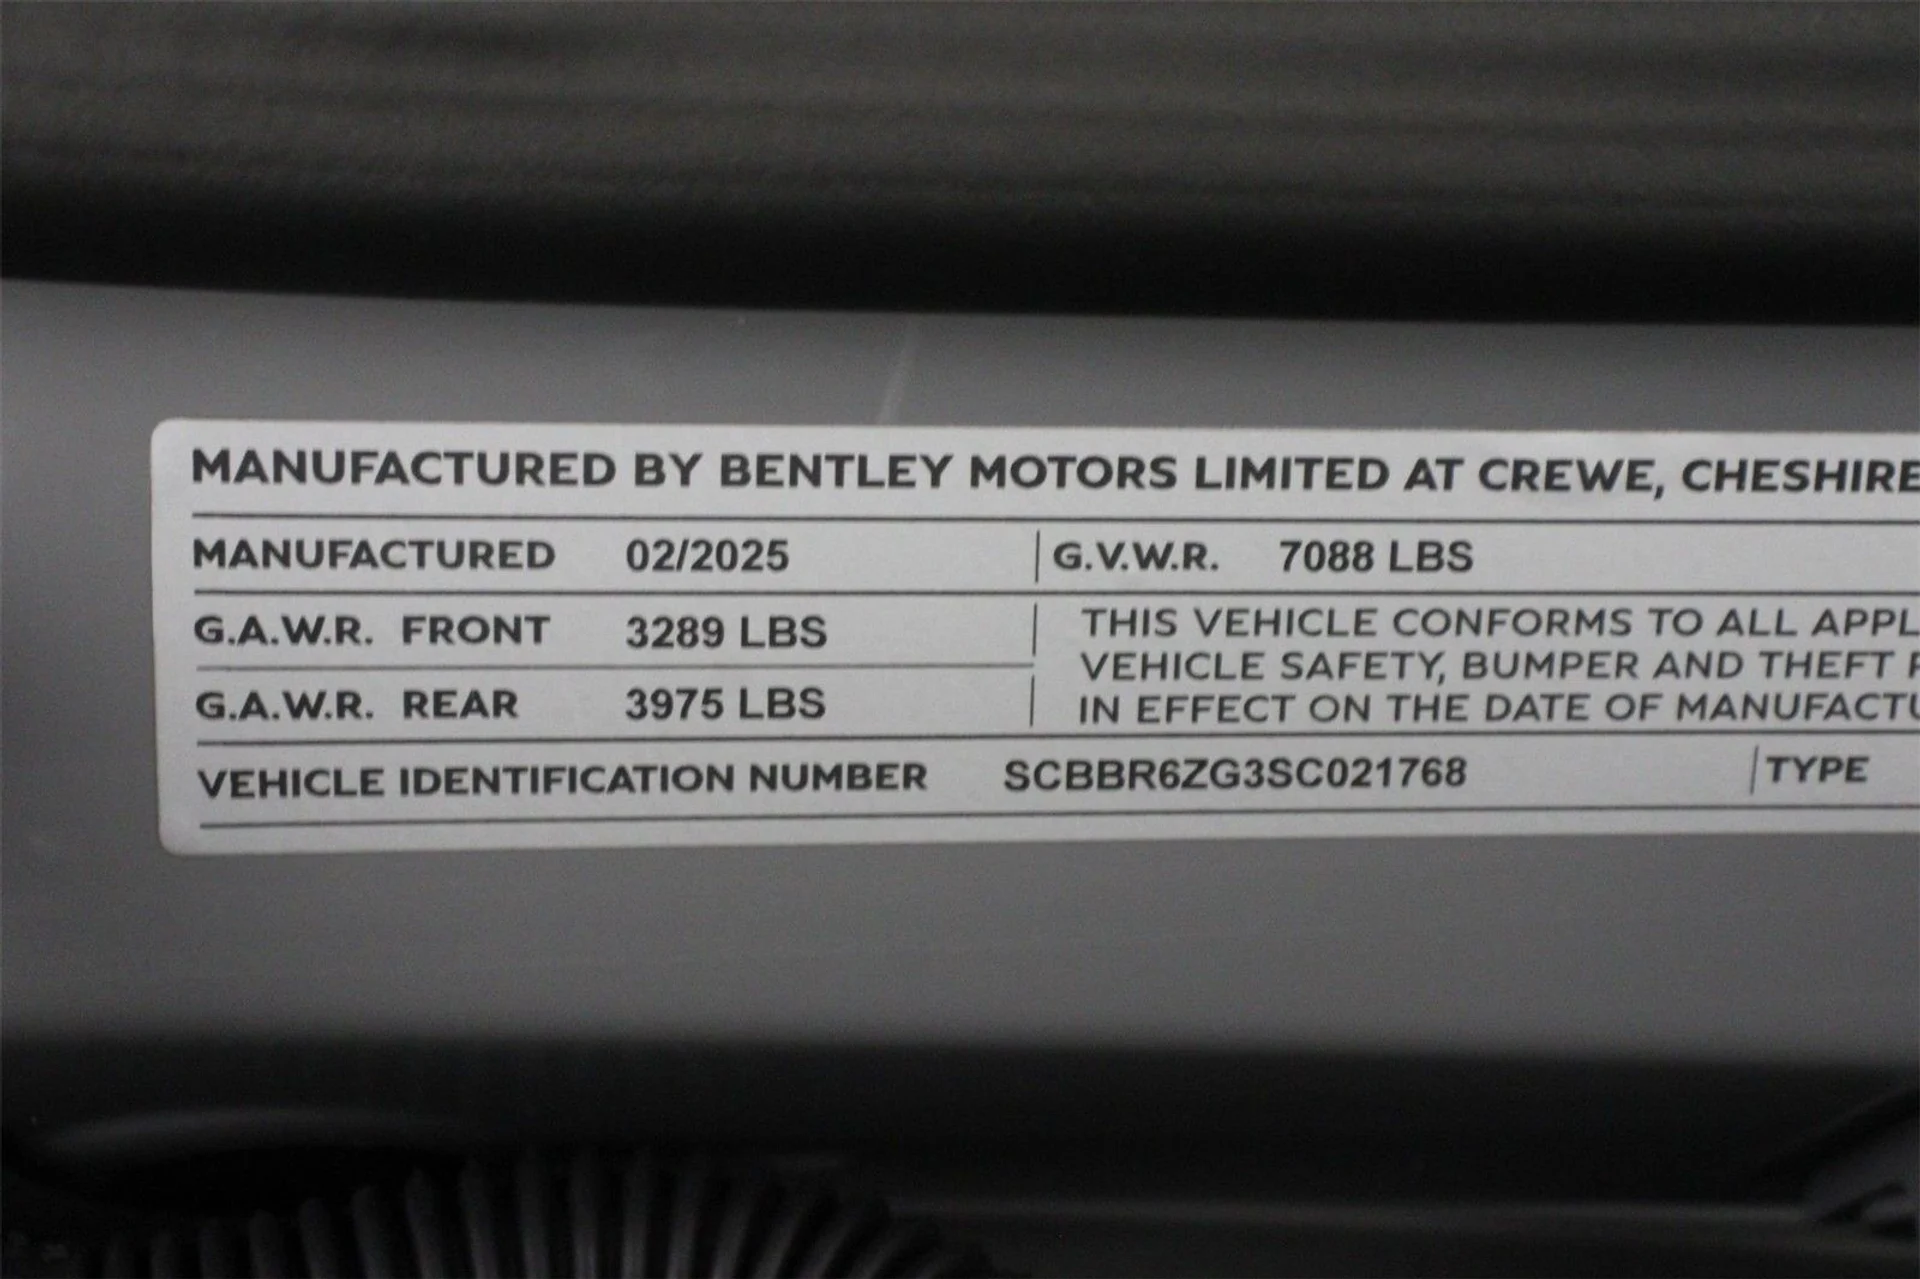 MANUFACTURED BY BENTLEY MOTORS LIMITED AT CREWE, CHESHIRE
MANUFACTURED 02/2025 G.V.W.R. 7088 LBS
G.A.W.R. FRONT 3289 LBS
THIS VEHICLE CONFORMS TO ALL APPL
VEHICLE SAFETY, BUMPER AND THEFT
IN EFFECT ON THE DATE OF MANUFACTU
G.A.W.R. REAR 3975 LBS
VEHICLE IDENTIFICATION NUMBER SCBBR6ZG3SC021768 TYPE